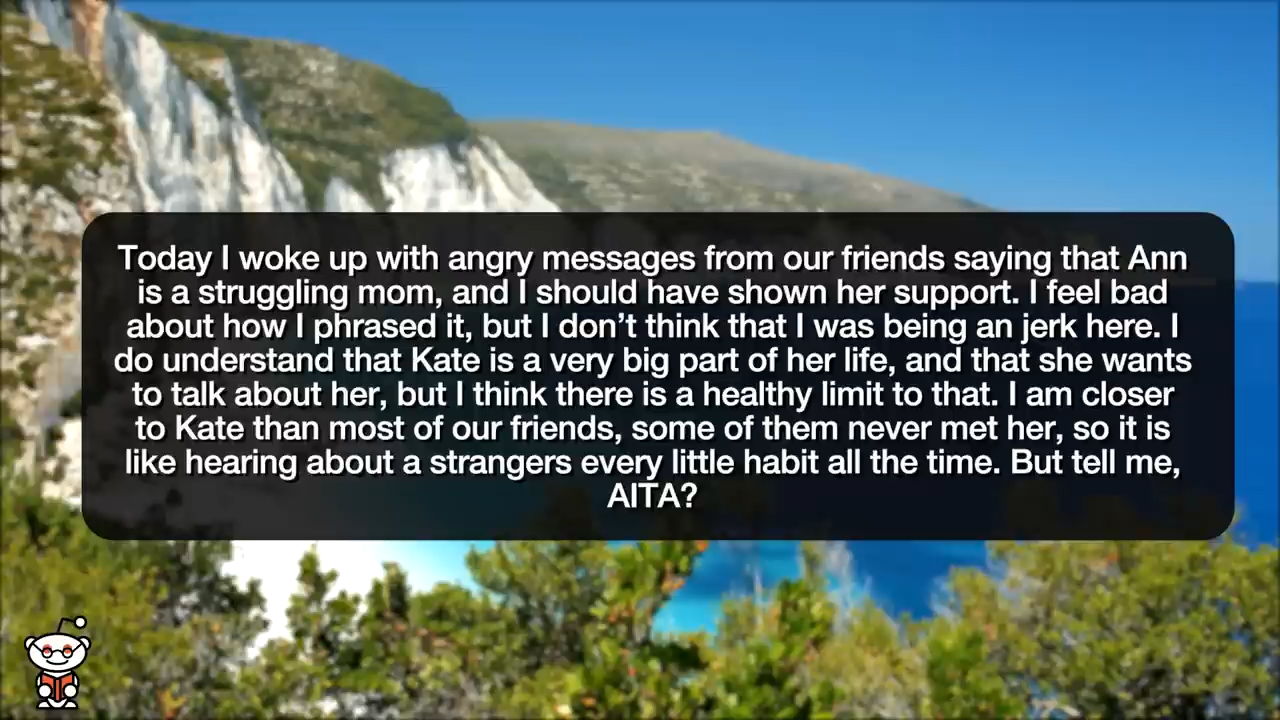 Today I woke up with angry messages from our friends saying that Ann
is a struggling mom, and I should have shown her support. I feel bad
about how I phrased it, but I don’t think that I was being an jerk here. I
do understand that Kate is a very big part of her life, and that she wants
to talk about her, but I think there is a healthy limit to that. I am closer
to Kate than most of our friends, some of them never met her, so it is
like hearing about a strangers every little habit all the time. But tell me,
AITA?